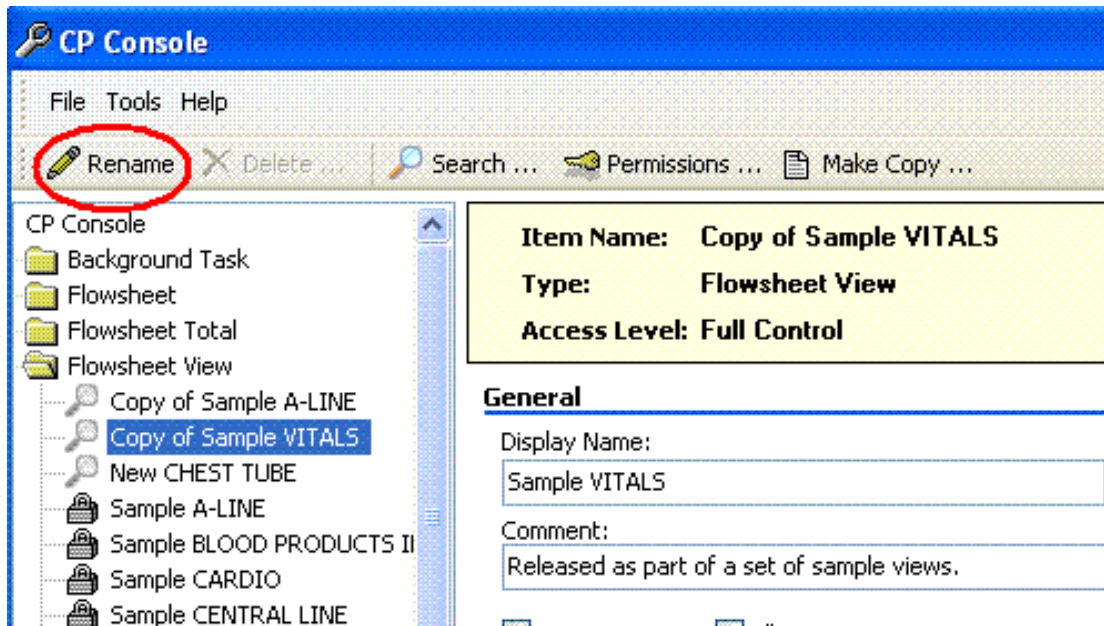 CP Console
File Tools Help
Rename Delete ... Search ... Permissions ... Make Copy ...
CP Console
Background Task
Flowsheet
Flowsheet Total
Flowsheet View
Copy of Sample A-LINE
Copy of Sample VITALS
New CHEST TUBE
Sample A-LINE
Sample BLOOD PRODUCTS
Sample CARDIO
Sample CENTRAL LINE
Item Name: Copy of Sample VITALS
Type: Flowsheet View
Access Level: Full Control
General
Display Name:
Sample VITALS
Comment:
Released as part of a set of sample views.